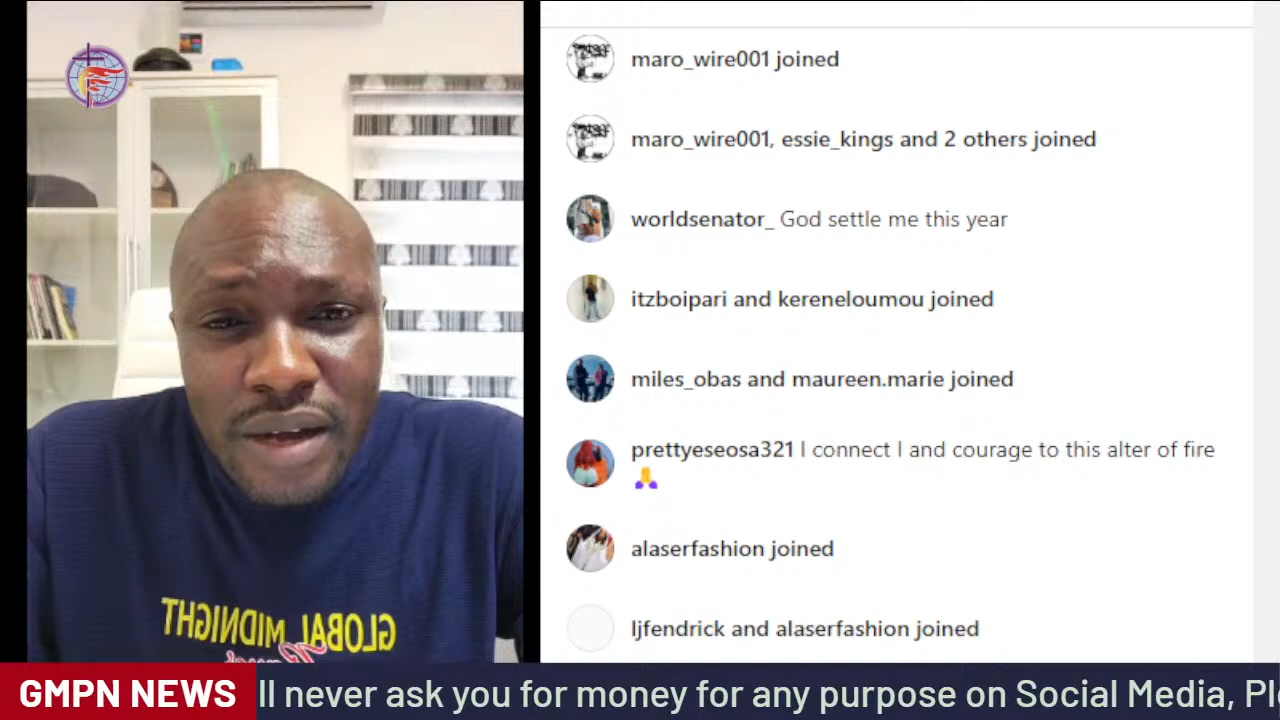 maro_wire001 joined
maro_wire001, essie_kings and 2 others joined
worldsenator_ God settle me this year
itzboipari and kereneloumou joined
miles_obas and maureen.marie joined
prettyeseosa321 I connect I and courage to this alter of fire
🙏
alaserfashion joined
ljfendrick and alaserfashion joined
GLOBAL MIDNIGHT
GMPN NEWS ll never ask you for money for any purpose on Social Media, Pl